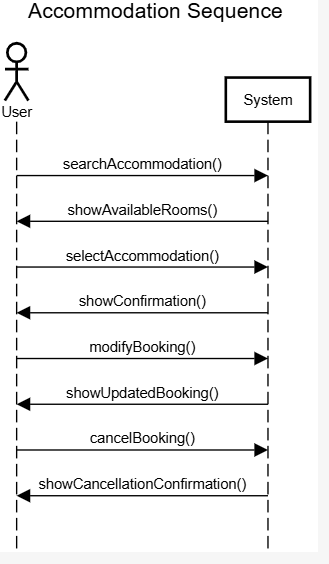 Accommodation Sequence
User
System
searchAccommodation()
showAvailableRooms()
selectAccommodation()
showConfirmation()
modifyBooking()
showUpdatedBooking()
cancelBooking()
showCancellationConfirmation()